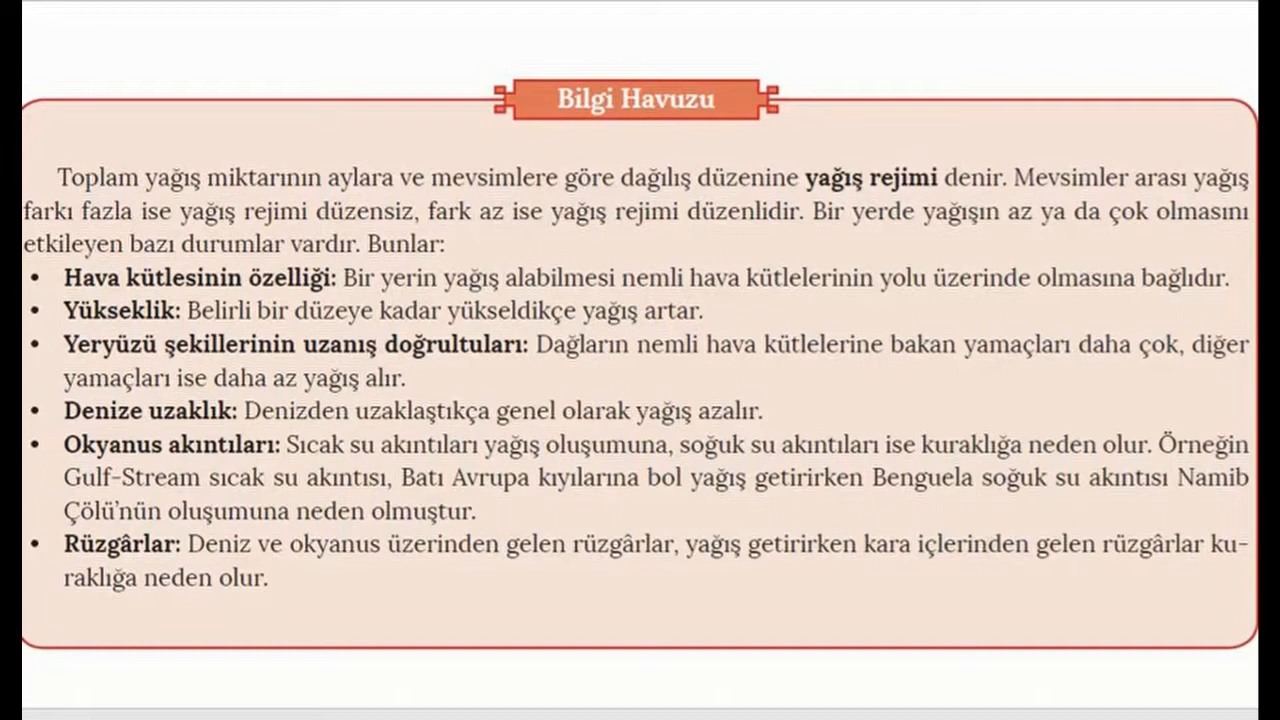 Bilgi Havuzu
Toplam yağış miktarının aylara ve mevsimlere göre dağılış düzenine yağış rejimi denir. Mevsimler arası yağış
farkı fazla ise yağış rejimi düzensiz, fark az ise yağış rejimi düzenlidir. Bir yerde yağışın az ya da çok olmasını
etkileyen bazı durumlar vardır. Bunlar:
• Hava kütlesinin özelliği: Bir yerin yağış alabilmesi nemli hava kütlelerinin yolu üzerinde olmasına bağlıdır.
• Yükseklik: Belirli bir düzeye kadar yükseldikçe yağış artar.
• Yeryüzü şekillerinin uzanış doğrultuları: Dağların nemli hava kütlelerine bakan yamaçları daha çok, diğer
yamaçları ise daha az yağış alır.
• Denize uzaklık: Denizden uzaklaştıkça genel olarak yağış azalır.
• Okyanus akıntıları: Sıcak su akıntıları yağış oluşumuna, soğuk su akıntıları ise kuraklığa neden olur. Örneğin
Gulf-Stream sıcak su akıntısı, Batı Avrupa kıyılarına bol yağış getirirken Benguela soğuk su akıntısı Namib
Çölü’nün oluşumuna neden olmuştur.
• Rüzgârlar: Deniz ve okyanus üzerinden gelen rüzgârlar, yağış getirirken kara içlerinden gelen rüzgârlar ku-
raklığa neden olur.